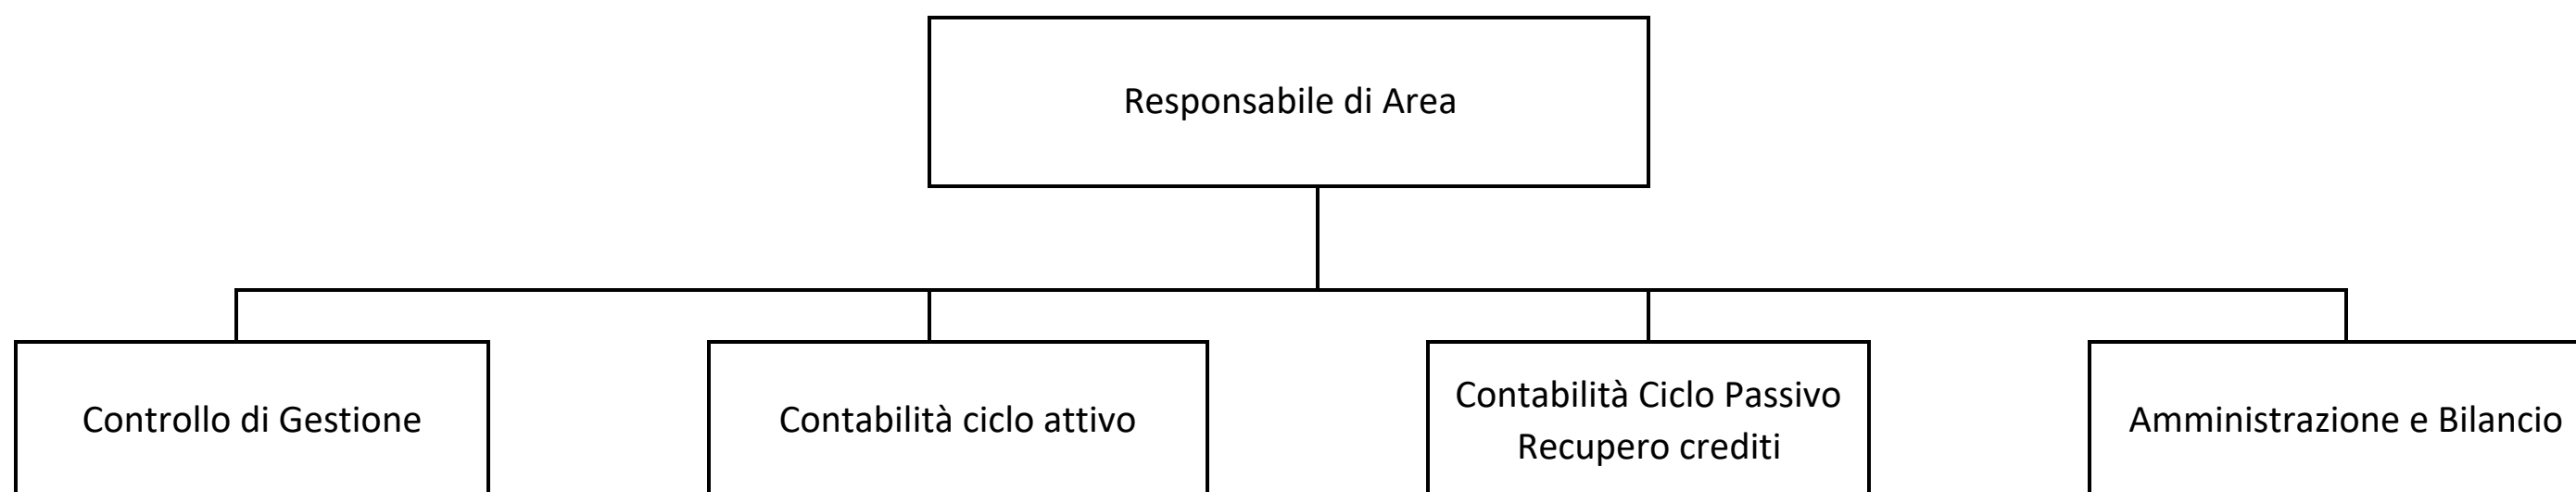 Responsabile di Area
Controllo di Gestione
Contabilità ciclo attivo
Contabilità Ciclo Passivo
Recupero crediti
Amministrazione e Bilancio